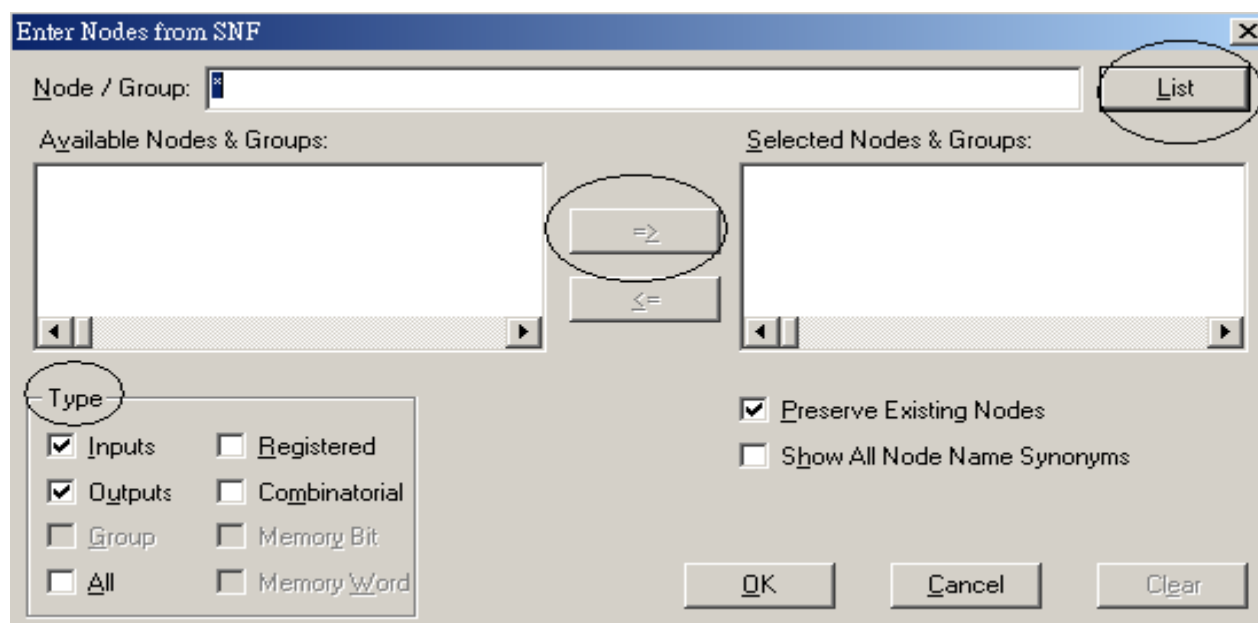 Enter Nodes from SNF
Node / Group: *
List
Available Nodes & Groups:
Selected Nodes & Groups:
=>
<=
Type
Inputs
Registered
Preserve Existing Nodes
Outputs
Combinatorial
Show All Node Name Synonyms
Group
Memory Bit
All
Memory Word
OK
Cancel
Clear